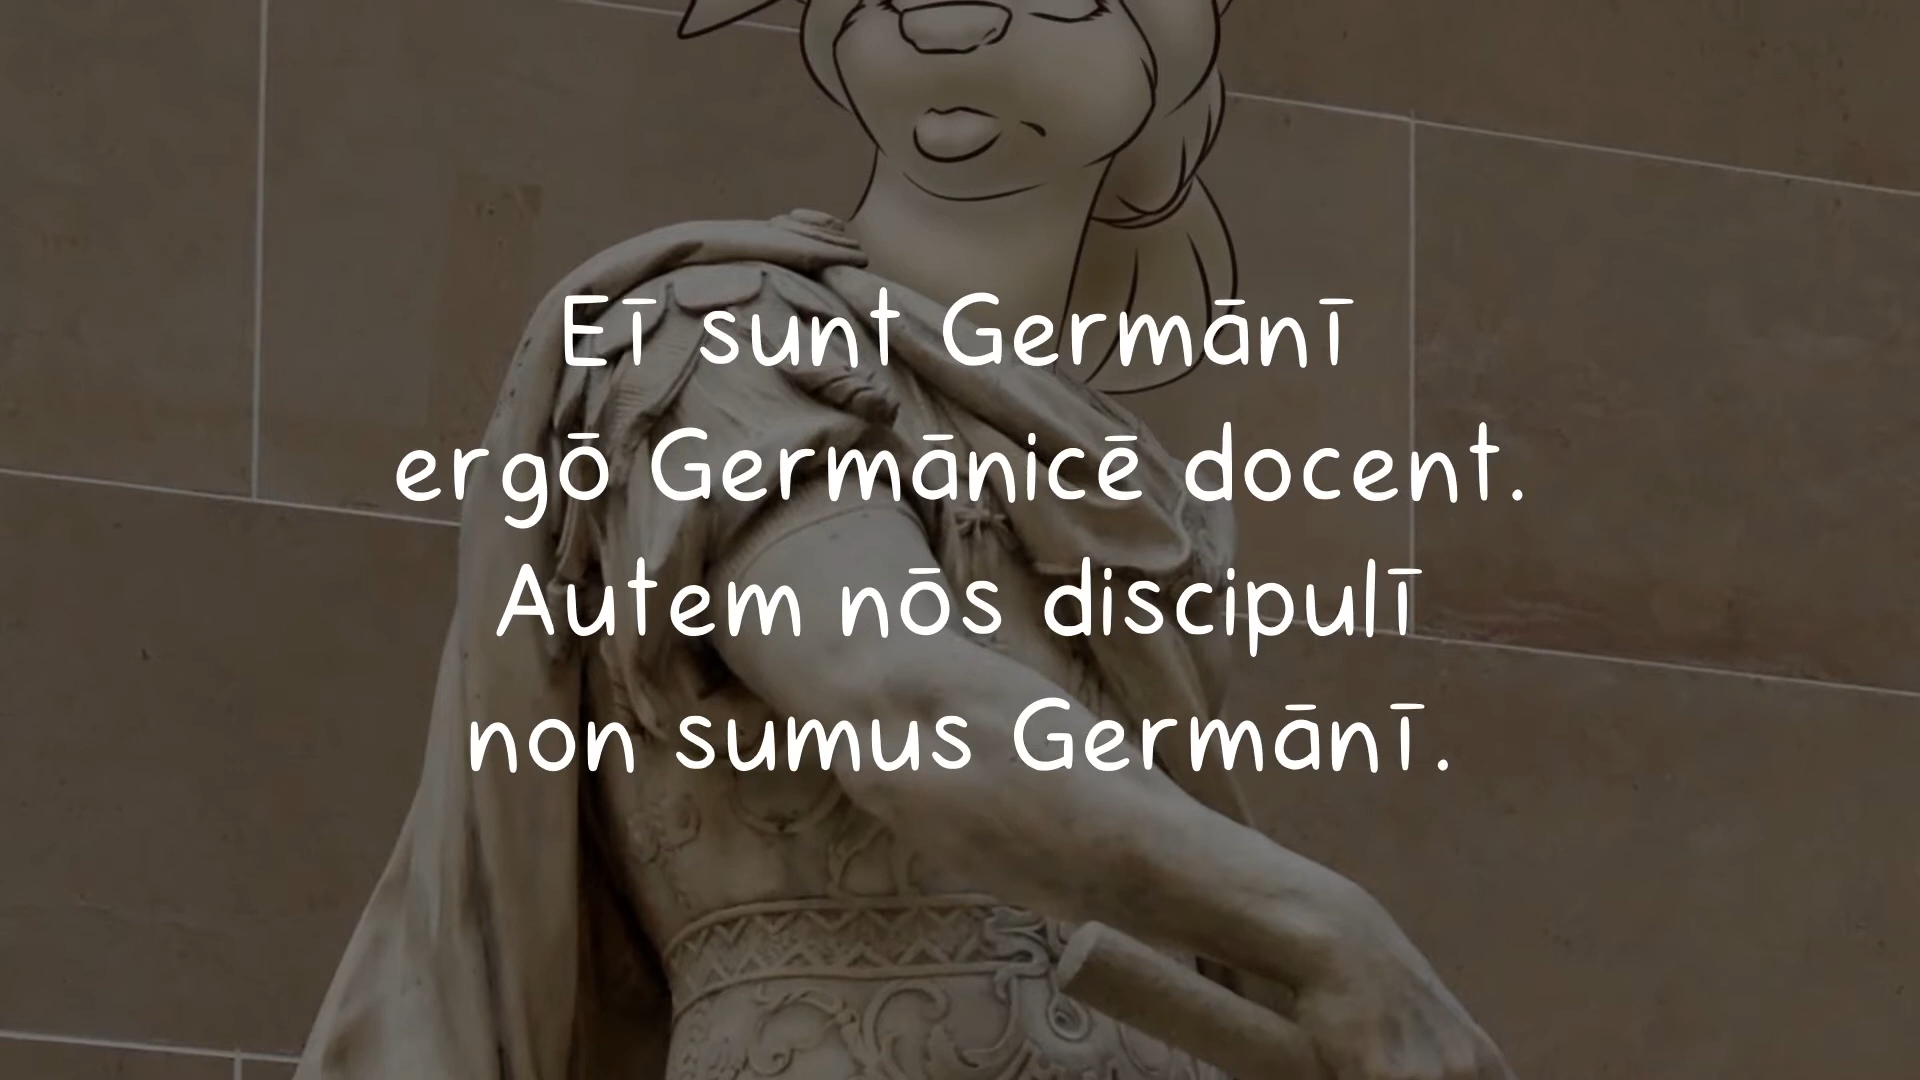 Eī sunt Germānī
ergō Germānicē docent.
Autem nōs discipulī
non sumus Germānī.